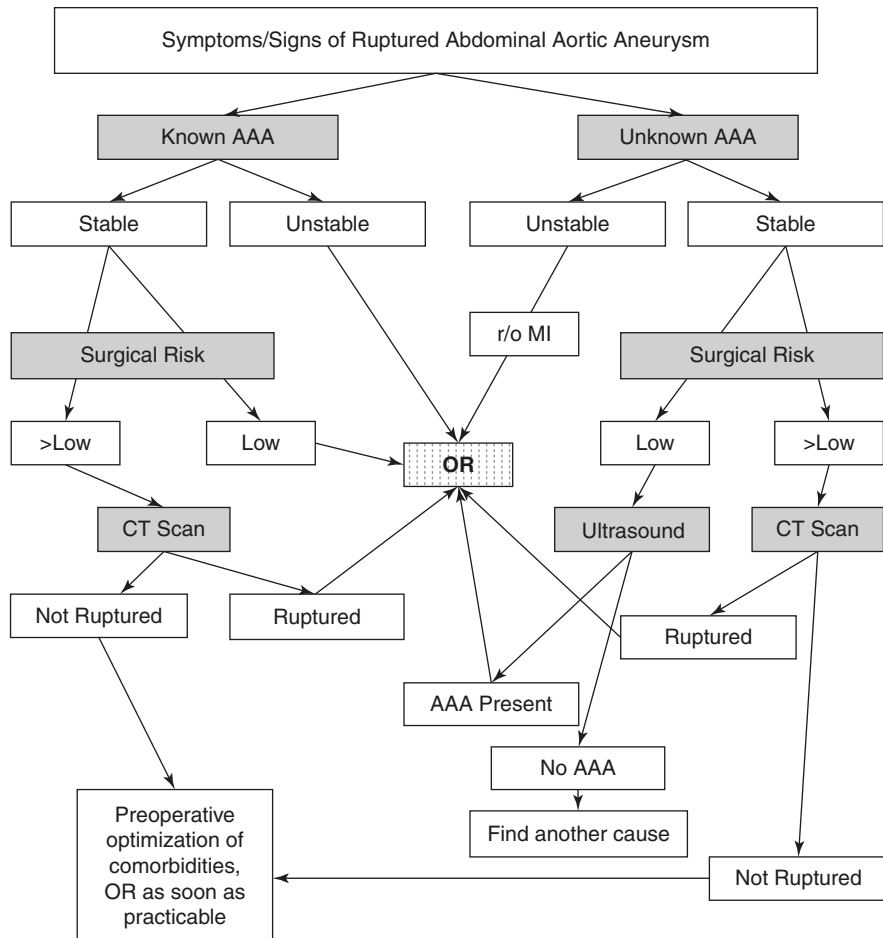 Symptoms/Signs of Ruptured Abdominal Aortic Aneurysm
Known AAA
Unknown AAA
Stable
Unstable
Unstable
Stable
r/o MI
Surgical Risk
Surgical Risk
>Low
Low
OR
Low
>Low
CT Scan
Ultrasound
CT Scan
Not Ruptured
Ruptured
Ruptured
AAA Present
No AAA
Find another cause
Preoperative
optimization of
comorbidities,
OR as soon as
practicable
Not Ruptured